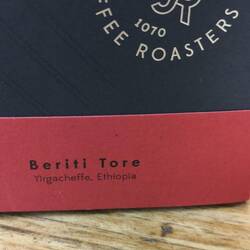 1070
FFEE ROASTERS
Beriti Tore
Yirgacheffe, Ethiopia